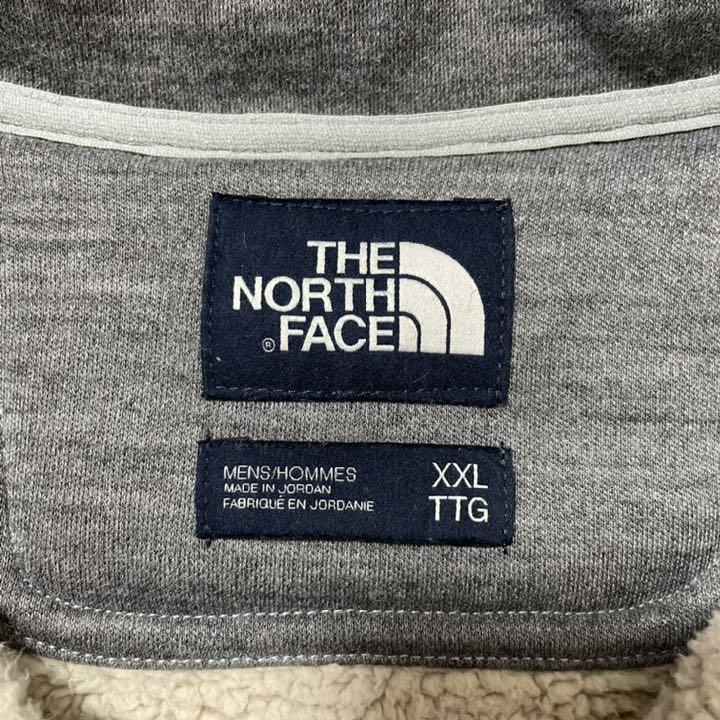 THE
NORTH
®FACE
MENS/HOMMES
MADE IN JORDAN
FABRIQUÉ EN JORDANIE
XXL
TTG